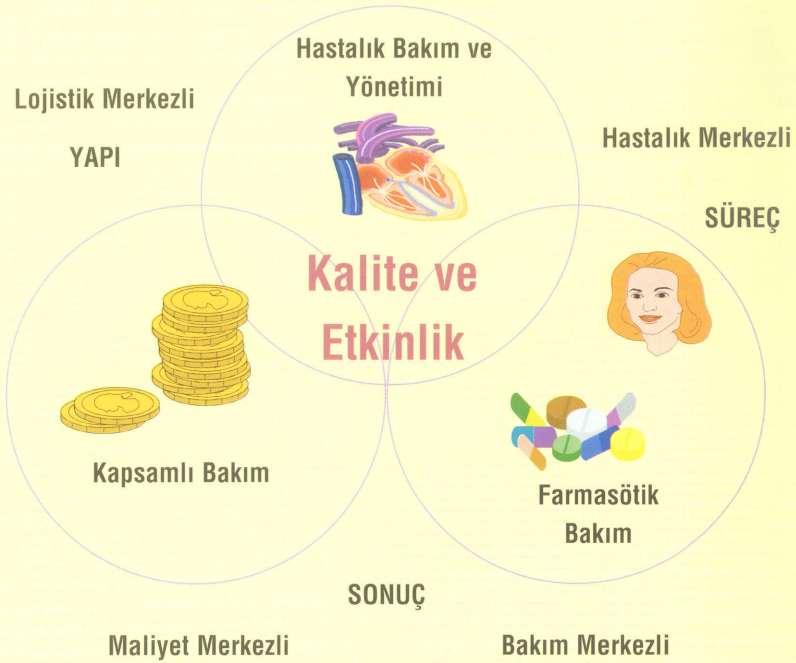 Hastalık Bakım ve
Yönetimi
Lojistik Merkezli
YAPI
Hastalık Merkezli
SÜREÇ
Kalite ve
Etkinlik
Kapsamlı Bakım
Farmasötik
Bakım
SONUÇ
Maliyet Merkezli
Bakım Merkezli